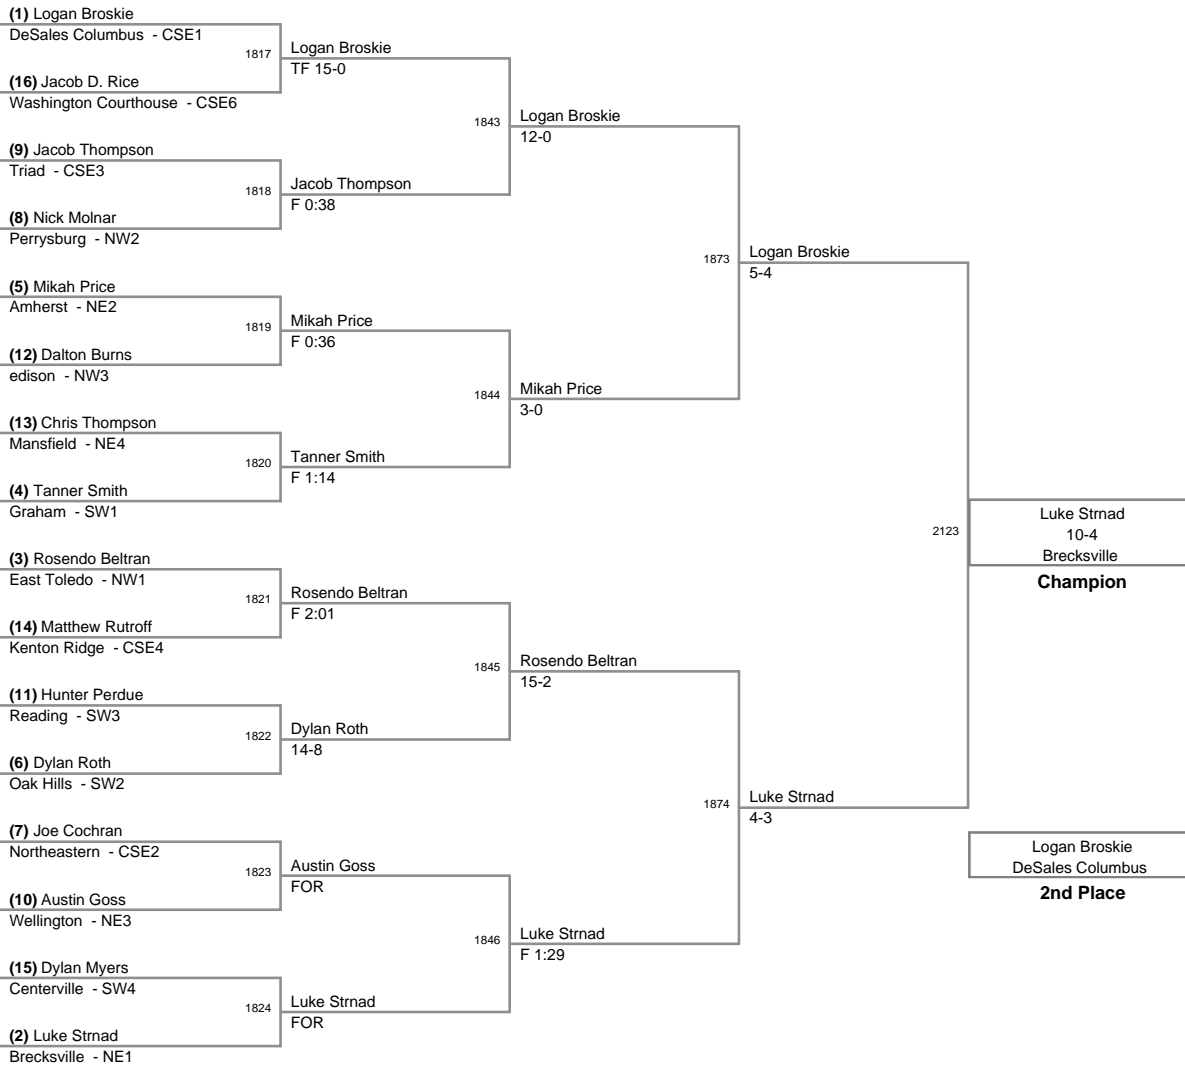 (1) Logan Broskie
DeSales Columbus - CSE1
1817
(16) Jacob D. Rice
Washington Courthouse - CSE6
(9) Jacob Thompson
Triad - CSE3
1818
(8) Nick Molnar
Perrysburg - NW2
(5) Mikah Price
Amherst - NE2
1819
(12) Dalton Burns
edison - NW3
(13) Chris Thompson
Mansfield - NE4
1820
(4) Tanner Smith
Graham - SW1
(3) Rosendo Beltran
East Toledo - NW1
1821
(14) Matthew Rutroff
Kenton Ridge - CSE4
(11) Hunter Perdue
Reading - SW3
1822
(6) Dylan Roth
Oak Hills - SW2
(7) Joe Cochran
Northeastern - CSE2
1823
(10) Austin Goss
Wellington - NE3
(15) Dylan Myers
Centerville - SW4
1824
(2) Luke Strnad
Brecksville - NE1
Logan Broskie
TF 15-0
1843
Jacob Thompson
F 0:38
Mikah Price
F 0:36
1844
Tanner Smith
F 1:14
Rosendo Beltran
F 2:01
1845
Dylan Roth
14-8
Austin Goss
FOR
1846
Luke Strnad
FOR
Logan Broskie
12-0
1873
Mikah Price
3-0
Rosendo Beltran
15-2
1874
Luke Strnad
F 1:29
Logan Broskie
5-4
2123
Luke Strnad
4-3
Luke Strnad
10-4
Brecksville
Champion
Logan Broskie
DeSales Columbus
2nd Place